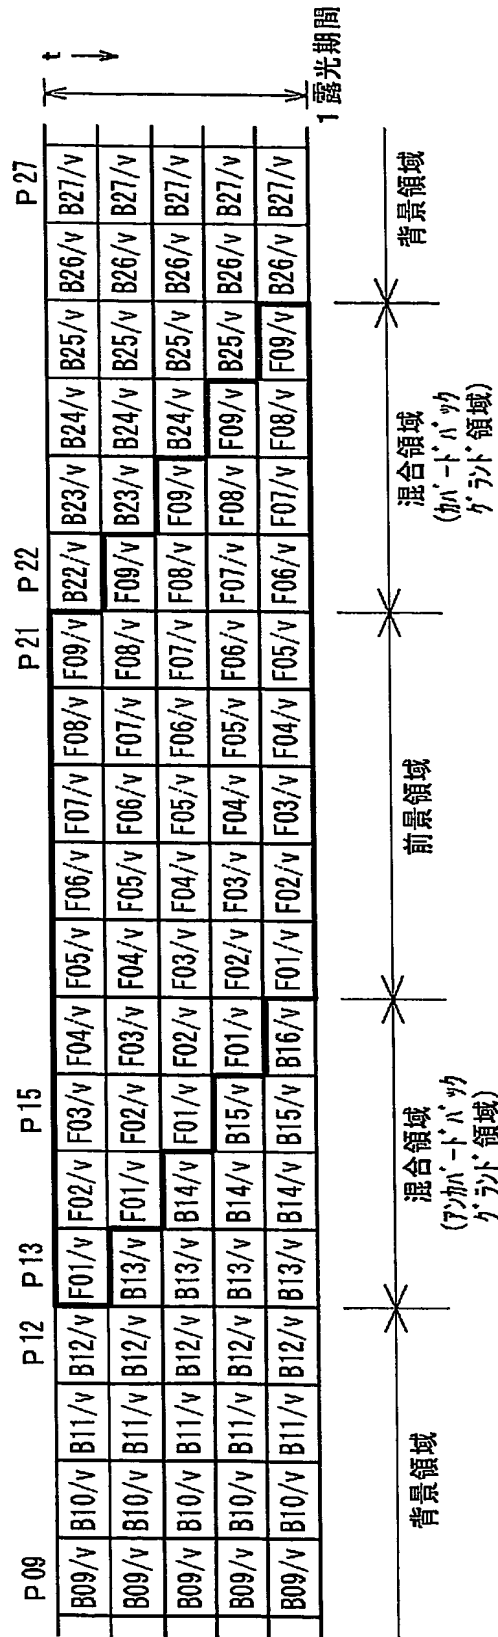 P09 P12 P13 P15 P21 P22 P27
B09/v B10/v B11/v B12/v F01/v F02/v F03/v F04/v F05/v F06/v F07/v F08/v F09/v B22/v B23/v B24/v B25/v B26/v B27/v
B09/v B10/v B11/v B12/v B13/v F01/v F02/v F03/v F04/v F05/v F06/v F07/v F08/v F09/v B23/v B24/v B25/v B26/v B27/v
B09/v B10/v B11/v B12/v B13/v B14/v F01/v F02/v F03/v F04/v F05/v F06/v F07/v F08/v F09/v B24/v B25/v B26/v B27/v
B09/v B10/v B11/v B12/v B13/v B14/v B15/v F01/v F02/v F03/v F04/v F05/v F06/v F07/v F08/v F09/v B25/v B26/v B27/v
B09/v B10/v B11/v B12/v B13/v B14/v B15/v B16/v F01/v F02/v F03/v F04/v F05/v F06/v F07/v F08/v F09/v B26/v B27/v
t
1露光期間
背景領域
混合領域
(アンカバードバック
グランド領域)
前景領域
混合領域
(カバードバック
グランド領域)
背景領域